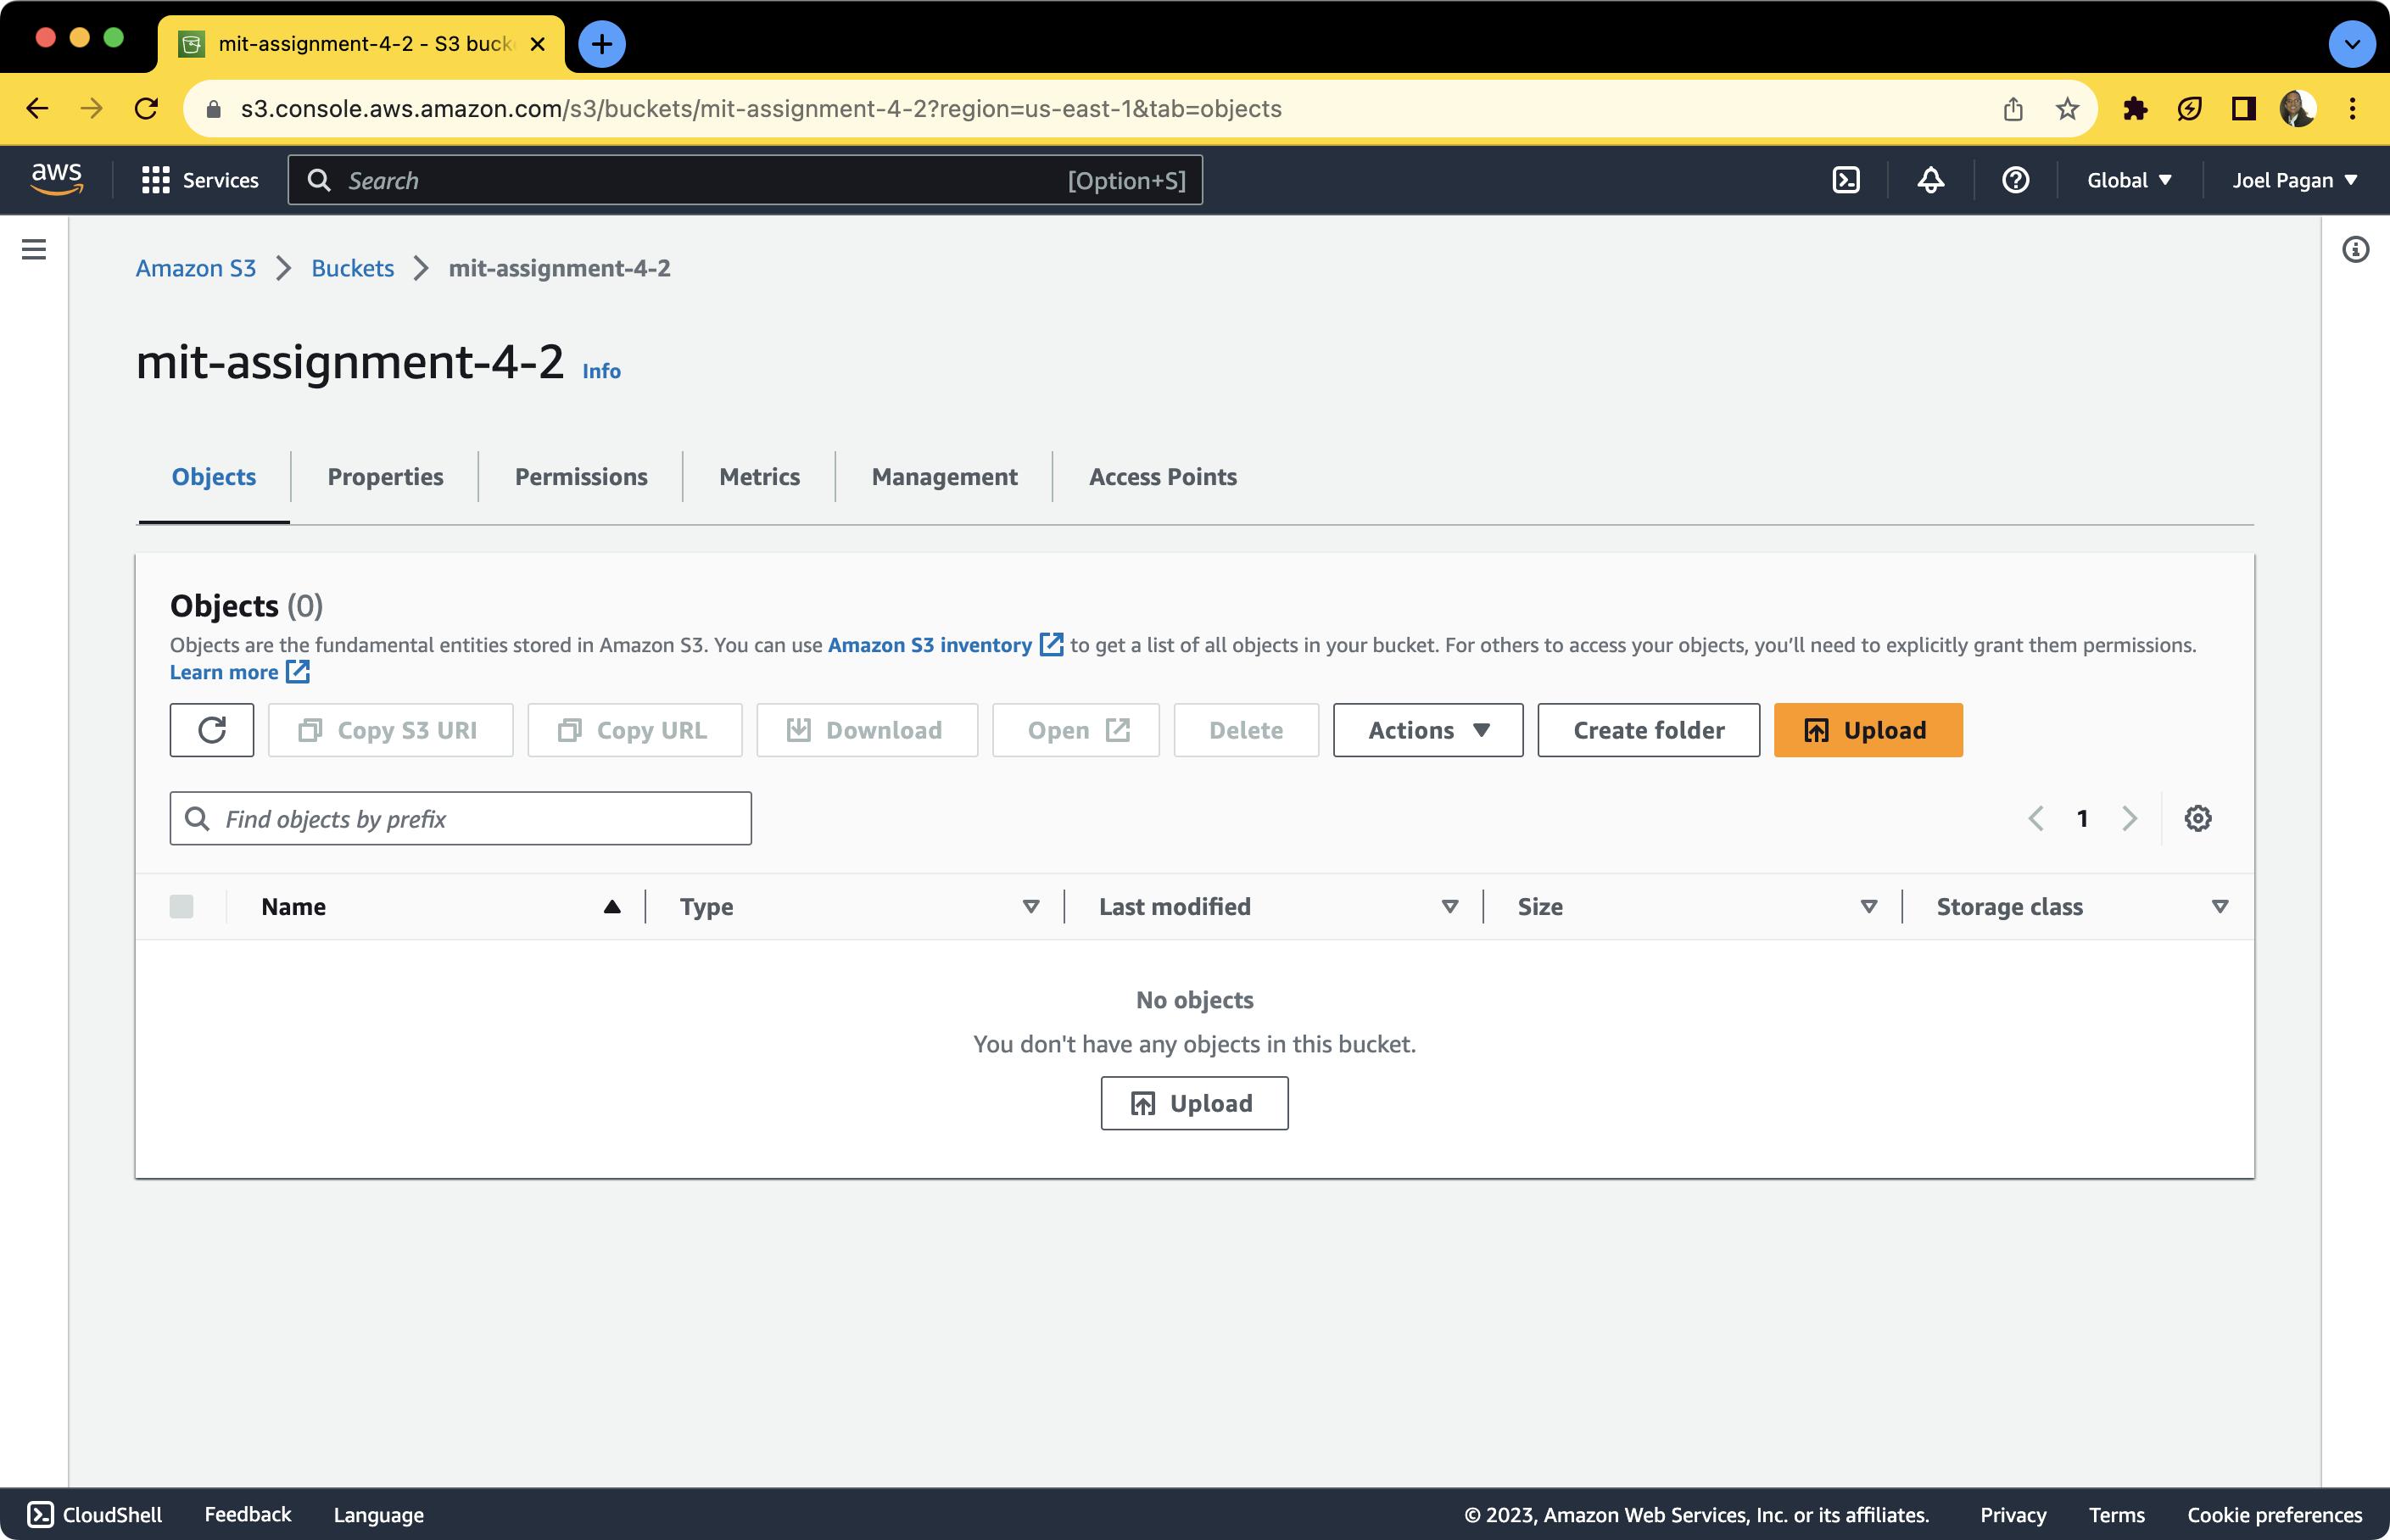 mit-assignment-4-2 - S3 buck
s3.console.aws.amazon.com/s3/buckets/mit-assignment-4-2?region=us-east-1&tab=objects
aws Services Search [Option+S] Global Joel Pagan
Amazon S3 Buckets mit-assignment-4-2
mit-assignment-4-2 Info
Objects Properties Permissions Metrics Management Access Points
Objects (0)
Objects are the fundamental entities stored in Amazon S3. You can use Amazon S3 inventory to get a list of all objects in your bucket. For others to access your objects, you’ll need to explicitly grant them permissions.
Learn more
Copy S3 URI Copy URL Download Open Delete Actions Create folder Upload
Find objects by prefix 1
Name Type Last modified Size Storage class
No objects
You don't have any objects in this bucket.
Upload
CloudShell Feedback Language © 2023, Amazon Web Services, Inc. or its affiliates. Privacy Terms Cookie preferences